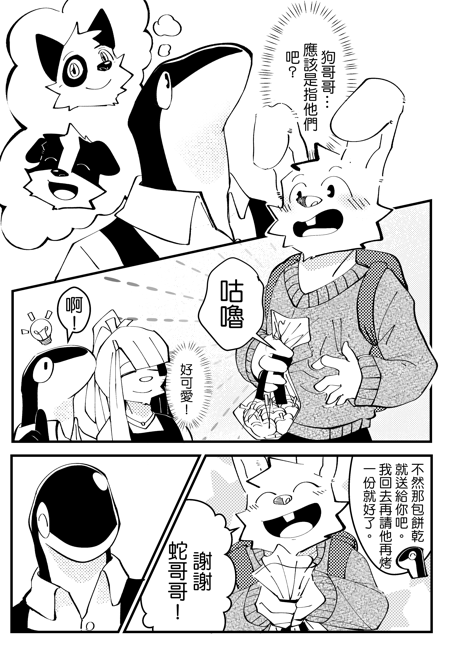 狗哥哥…
應該是指他們
吧？
咕嚕
好可愛！
啊！
不然那包餅乾
就送給你吧。
我回去再請他再烤
一份就好了。
謝謝
蛇哥哥！